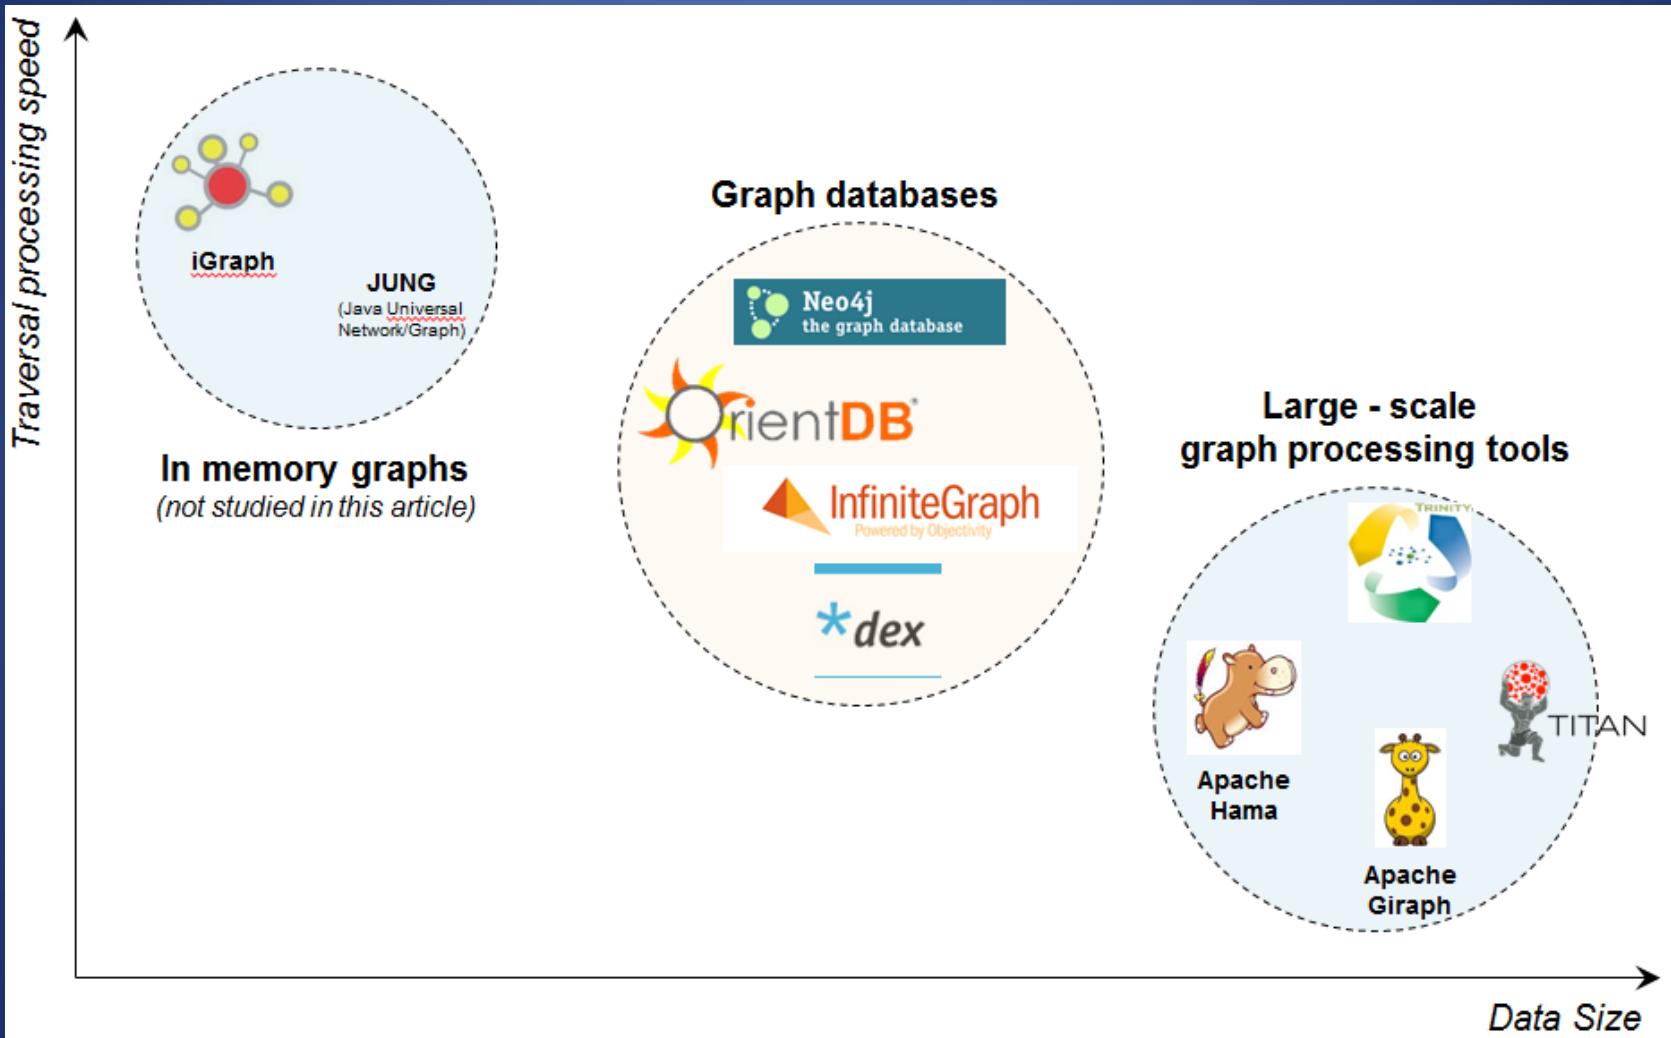 Traversal processing speed
iGraph
JUNG
(Java Universal
Network/Graph)
In memory graphs
(not studied in this article)
Graph databases
Neo4j
the graph database
OrientDB®
InfiniteGraph
Powered by Objectivity
*dex
Large - scale
graph processing tools
TRINITY
Apache
Hama
TITAN
Apache
Giraph
Data Size